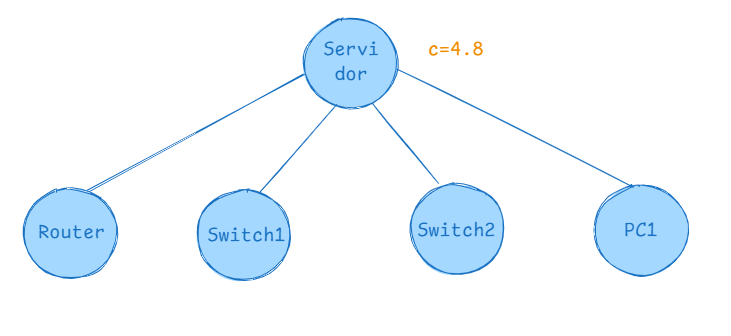 Servi
dor
c=4.8
Router
Switch1
Switch2
PC1